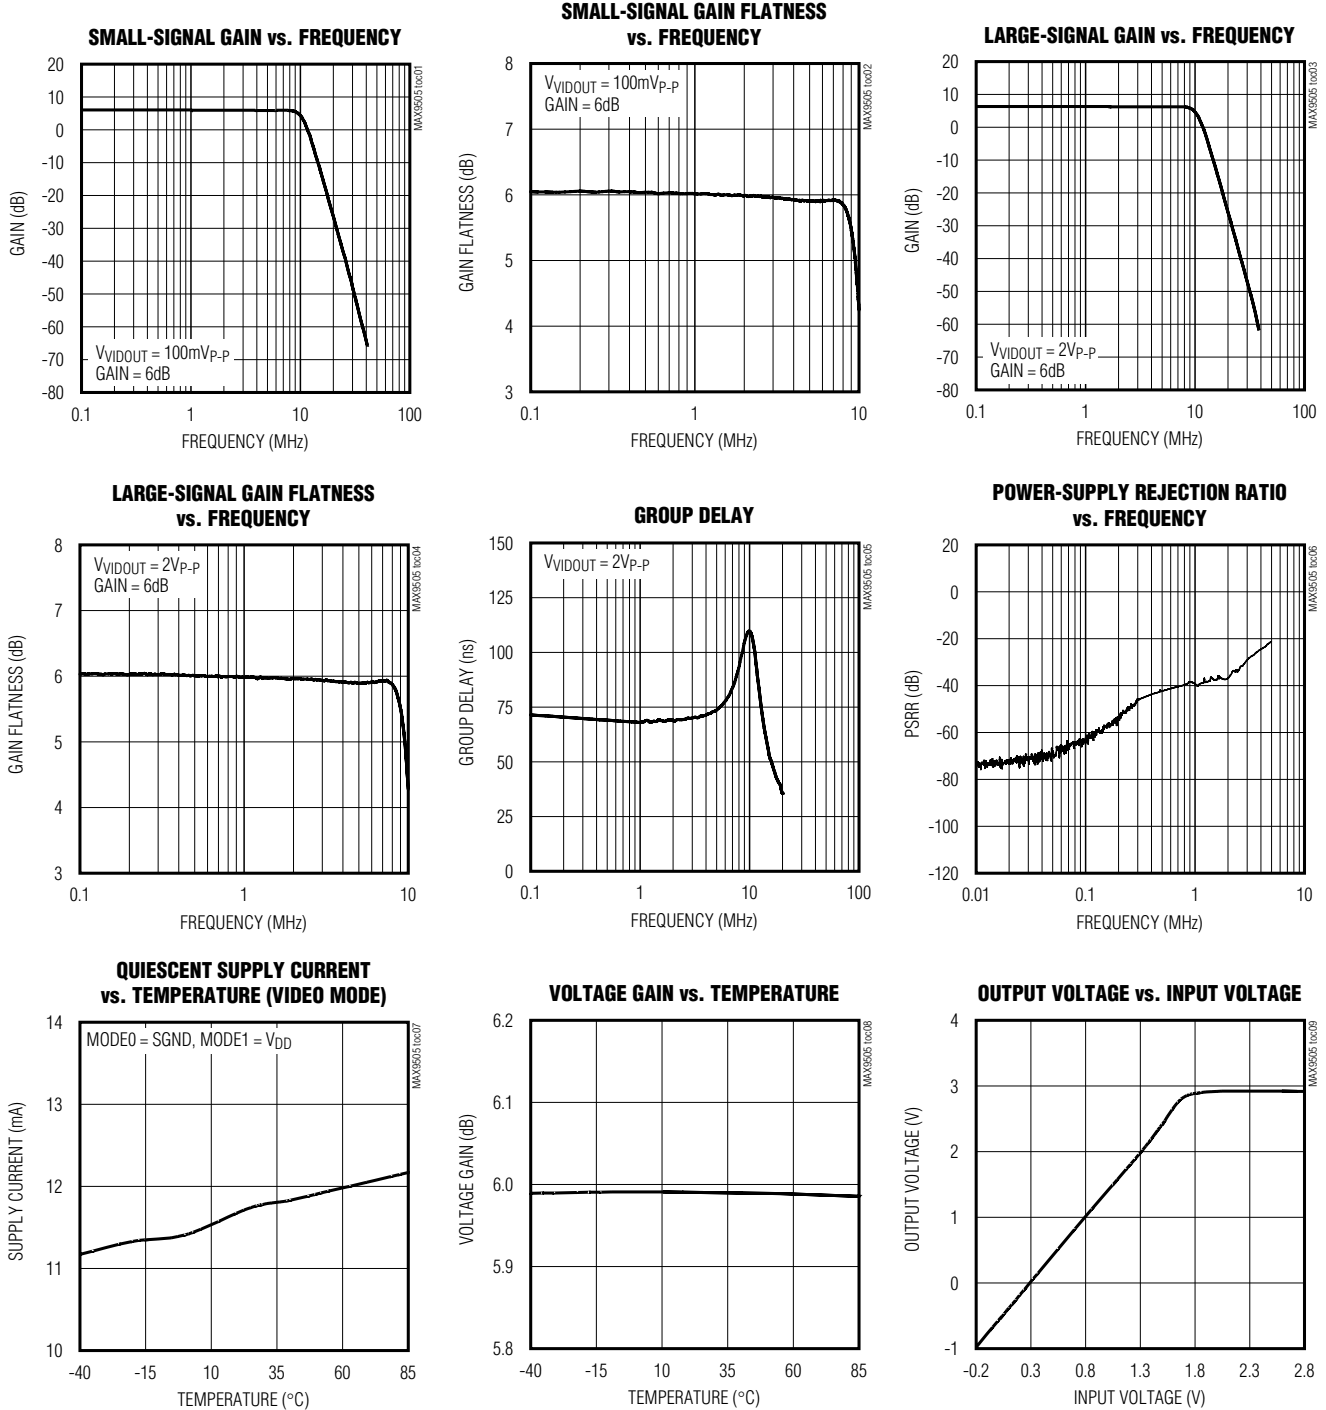 SMALL-SIGNAL GAIN vs. FREQUENCY
20
10
0
-10
-20
-30
-40
-50
-60
-70
-80
GAIN (dB)
V_VIDOUT = 100mV_P-P
GAIN = 6dB
0.1 1 10 100
FREQUENCY (MHz)
MAX9505 toc01
SMALL-SIGNAL GAIN FLATNESS
vs. FREQUENCY
8
7
6
5
4
3
GAIN FLATNESS (dB)
V_VIDOUT = 100mV_P-P
GAIN = 6dB
0.1 1 10
FREQUENCY (MHz)
MAX9505 toc02
LARGE-SIGNAL GAIN vs. FREQUENCY
20
10
0
-10
-20
-30
-40
-50
-60
-70
-80
GAIN (dB)
V_VIDOUT = 2V_P-P
GAIN = 6dB
0.1 1 10 100
FREQUENCY (MHz)
MAX9505 toc03
LARGE-SIGNAL GAIN FLATNESS
vs. FREQUENCY
8
7
6
5
4
3
GAIN FLATNESS (dB)
V_VIDOUT = 2V_P-P
GAIN = 6dB
0.1 1 10
FREQUENCY (MHz)
MAX9505 toc04
GROUP DELAY
150
125
100
75
50
25
0
GROUP DELAY (ns)
V_VIDOUT = 2V_P-P
0.1 1 10 100
FREQUENCY (MHz)
MAX9505 toc05
POWER-SUPPLY REJECTION RATIO
vs. FREQUENCY
20
0
-20
-40
-60
-80
-100
-120
PSRR (dB)
0.01 0.1 1 10
FREQUENCY (MHz)
MAX9505 toc06
QUIESCENT SUPPLY CURRENT
vs. TEMPERATURE (VIDEO MODE)
14
13
12
11
10
SUPPLY CURRENT (mA)
MODE0 = SGND, MODE1 = V_DD
-40 -15 10 35 60 85
TEMPERATURE (°C)
MAX9505 toc07
VOLTAGE GAIN vs. TEMPERATURE
6.2
6.1
6.0
5.9
5.8
VOLTAGE GAIN (dB)
-40 -15 10 35 60 85
TEMPERATURE (°C)
MAX9505 toc08
OUTPUT VOLTAGE vs. INPUT VOLTAGE
4
3
2
1
0
-1
OUTPUT VOLTAGE (V)
-0.2 0.3 0.8 1.3 1.8 2.3 2.8
INPUT VOLTAGE (V)
MAX9505 toc09